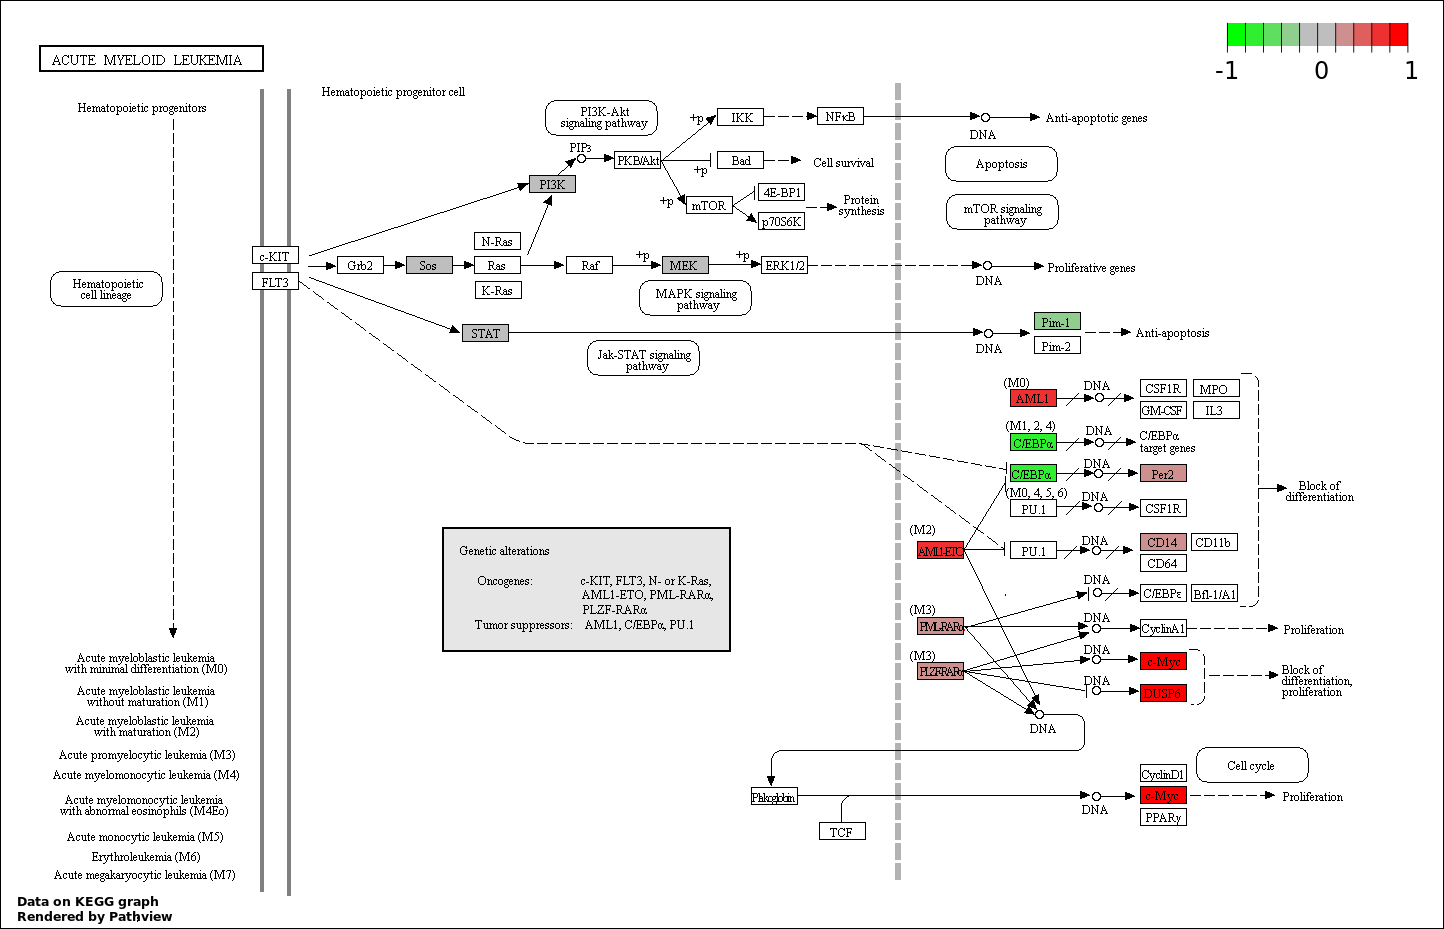 -1 0 1
ACUTE MYELOID LEUKEMIA
Hematopoietic progenitors
Hematopoietic progenitor cell
PI3K-Akt
signaling pathway
+p
IKK
NFκB
DNA
Anti-apoptotic genes
PIP3
PKB/Akt
+p
Bad
Cell survival
Apoptosis
PI3K
+p
mTOR
4E-BP1
p70S6K
Protein
synthesis
mTOR signaling
pathway
c-KIT
FLT3
Grb2
Sos
N-Ras
Ras
K-Ras
Raf
+p
MEK
+p
ERK1/2
DNA
Proliferative genes
Hematopoietic
cell lineage
MAPK signaling
pathway
STAT
Jak-STAT signaling
pathway
DNA
Pim-1
Pim-2
Anti-apoptosis
(M0)
AML1
DNA
CSF1R
MPO
GM-CSF
IL3
(M1, 2, 4)
C/EBPα
DNA
C/EBPα
target genes
C/EBPα
DNA
Per2
(M0, 4, 5, 6)
PU.1
DNA
CSF1R
Block of
differentiation
(M2)
AML1-ETO
PU.1
DNA
CD14
CD11b
CD64
DNA
C/EBPε
Bfl-1/A1
(M3)
PML-RARα
DNA
CyclinA1
Proliferation
(M3)
PLZF-RARα
DNA
c-Myc
DNA
DUSP6
Block of
differentiation,
proliferation
DNA
Genetic alterations
Oncogenes: c-KIT, FLT3, N- or K-Ras,
AML1-ETO, PML-RARα,
PLZF-RARα
Tumor suppressors: AML1, C/EBPα, PU.1
Acute myeloblastic leukemia
with minimal differentiation (M0)
Acute myeloblastic leukemia
without maturation (M1)
Acute myeloblastic leukemia
with maturation (M2)
Acute promyelocytic leukemia (M3)
Acute myelomonocytic leukemia (M4)
Acute myelomonocytic leukemia
with abnormal eosinophils (M4Eo)
Acute monocytic leukemia (M5)
Erythroleukemia (M6)
Acute megakaryocytic leukemia (M7)
Plakoglobin
TCF
DNA
CyclinD1
c-Myc
PPARγ
Cell cycle
Proliferation
Data on KEGG graph
Rendered by Pathview